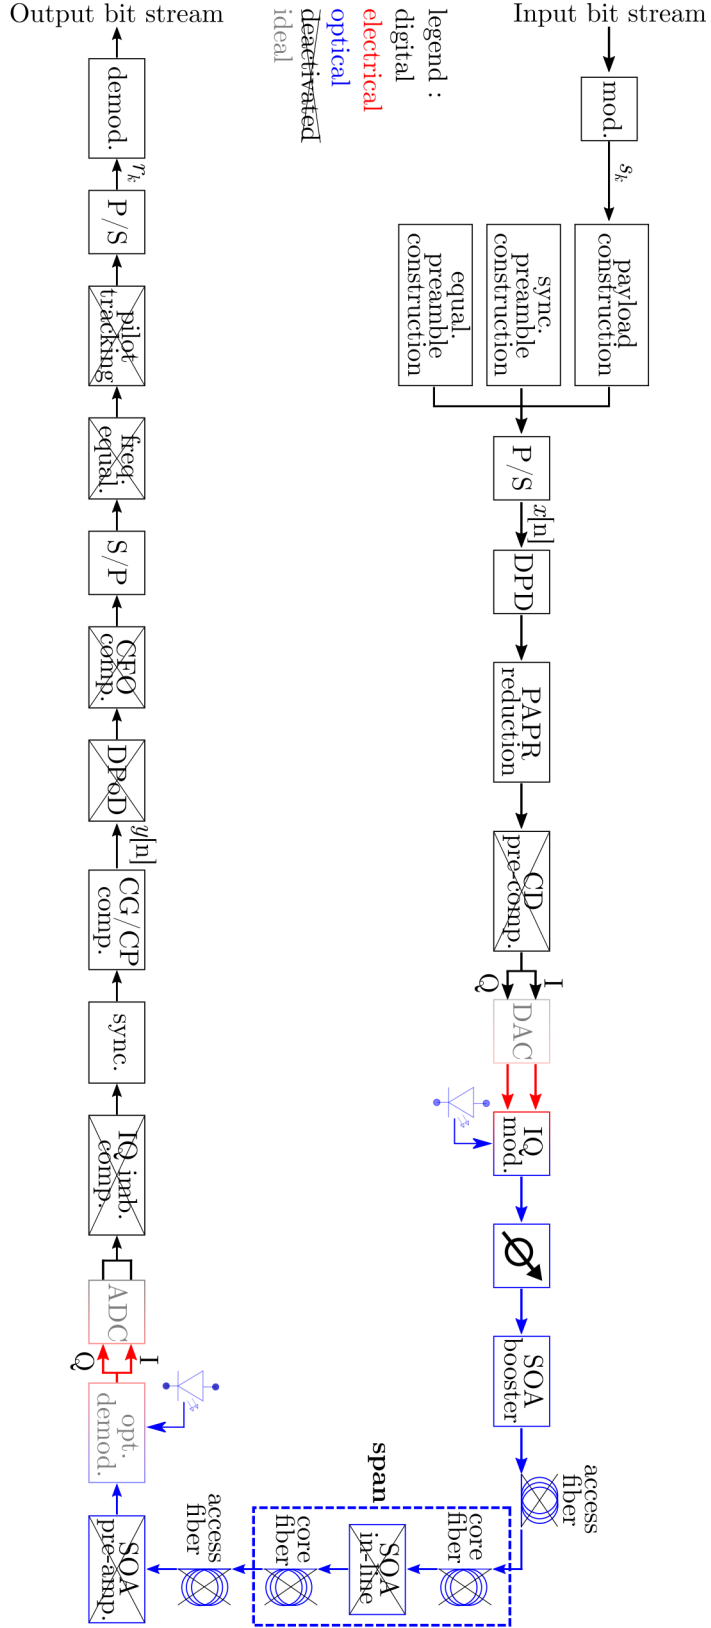 Input bit stream
mod.
s_k
payload
construction
sync.
preamble
construction
equal.
preamble
construction
P/S
x[n]
DPD
PAPR
reduction
CD
pre-comp.
I
Q
DAC
IQ
mod.
SOA
booster
access
fiber
span
core
fiber
SOA
in-line
core
fiber
access
fiber
SOA
pre-amp.
opt.
demod.
I
Q
ADC
IQ imb.
comp.
sync.
CG/CP
comp.
y[n]
DPoD
CFO
comp.
S/P
freq.
equal.
pilot
tracking
P/S
r_k
demod.
Output bit stream
legend :
digital
electrical
optical
deactivated
ideal